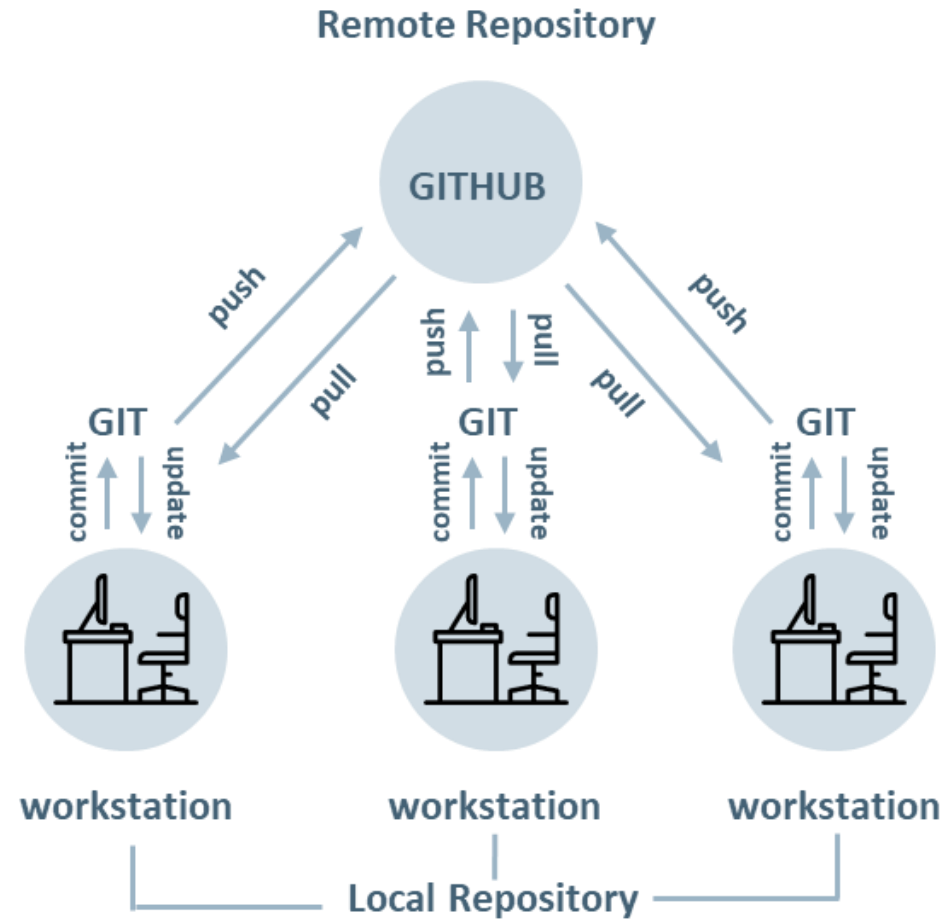 Remote Repository
GITHUB
push
pull
push
pull
pull
push
GIT
commit
update
GIT
commit
update
GIT
commit
update
workstation
workstation
workstation
Local Repository